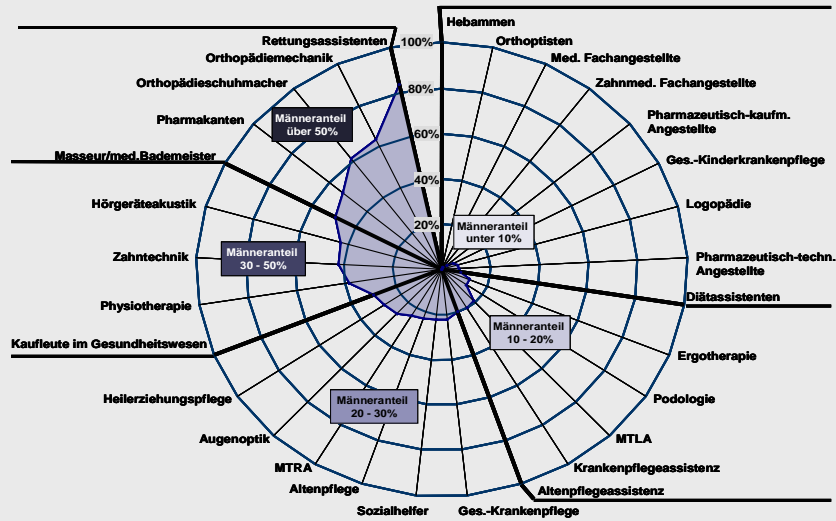 Hebammen
Rettungsassistenten
100%
Orthoptisten
Orthopädiemechanik
Med. Fachangestellte
Orthopädieschuhmacher
80%
Zahnmed. Fachangestellte
Pharmakanten
Männeranteil
über 50%
60%
Pharmazeutisch-kaufm.
Angestellte
Masseur/med.Bademeister
40%
Ges.-Kinderkrankenpflege
Hörgeräteakustik
20%
Männeranteil
unter 10%
Logopädie
Zahntechnik
Männeranteil
30 - 50%
Pharmazeutisch-techn.
Angestellte
Physiotherapie
Diätassistenten
Kaufleute im Gesundheitswesen
Männeranteil
10 - 20%
Ergotherapie
Heilerziehungspflege
Männeranteil
20 - 30%
Podologie
Augenoptik
MTLA
MTRA
Krankenpflegeassistenz
Altenpflege
Altenpflegeassistenz
Sozialhelfer
Ges.-Krankenpflege